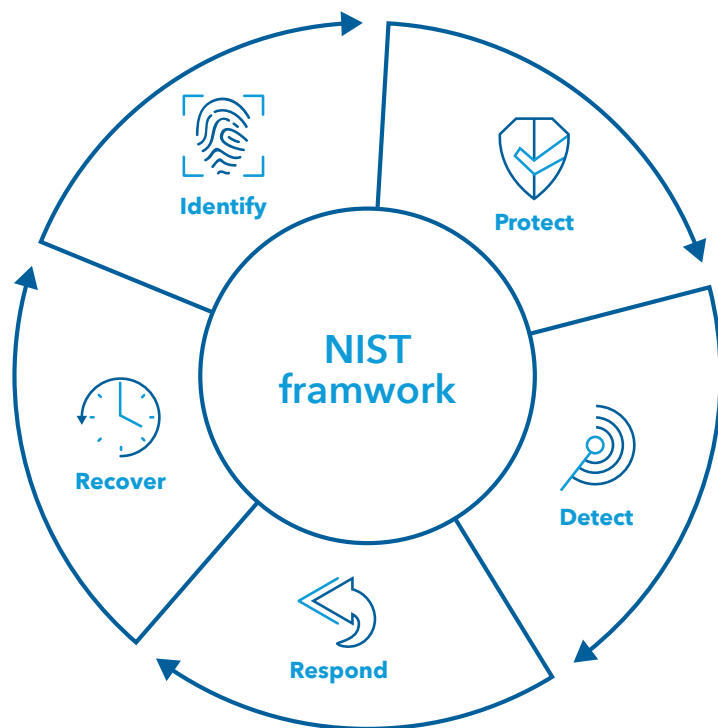 Identify
Protect
NIST
framwork
Recover
Detect
Respond